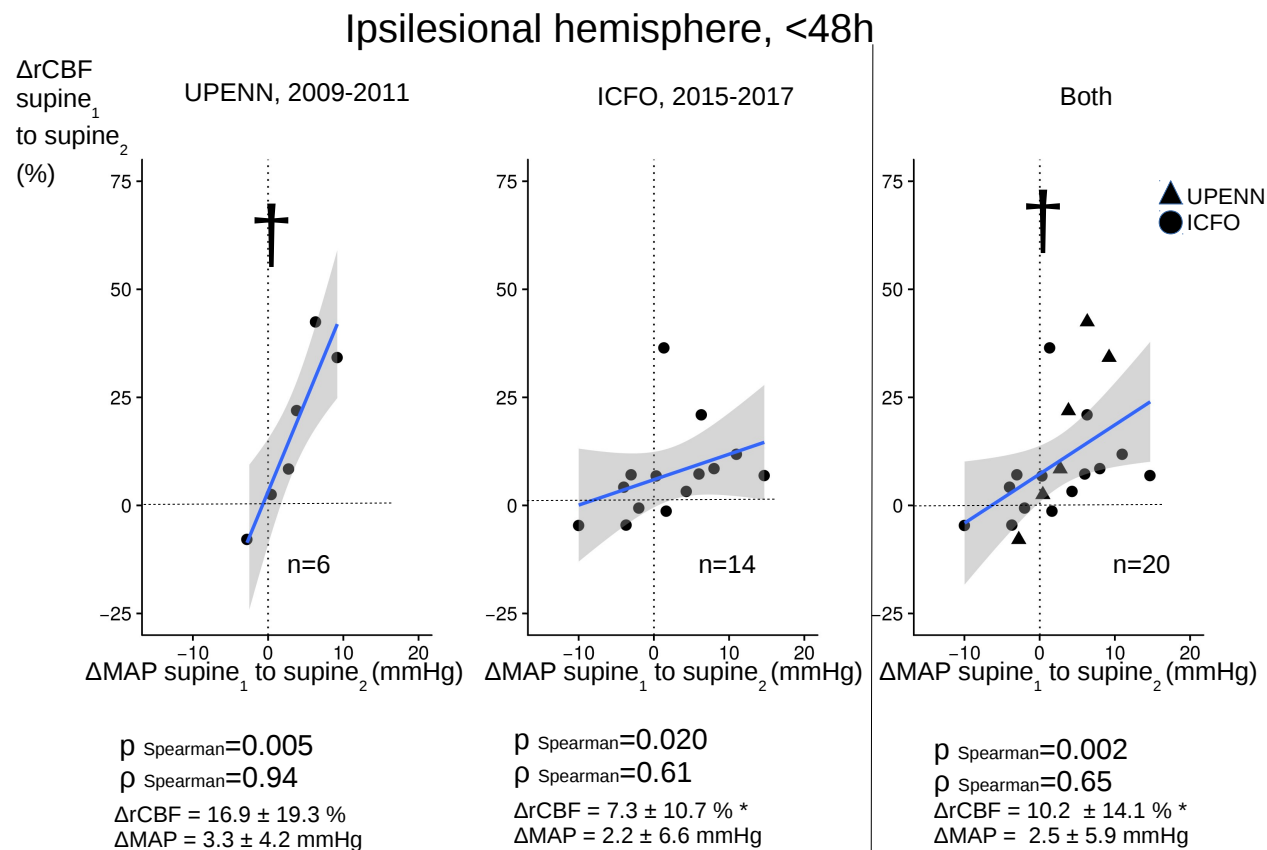 Ipsilesional hemisphere, <48h
ΔrCBF
supine1
to supine2
(%)
UPENN, 2009-2011
ICFO, 2015-2017
Both
UPENN
ICFO
75
50
25
0
−25
−10
0
10
20
n=6
75
50
25
0
−25
−10
0
10
20
n=14
75
50
25
0
−25
−10
0
10
20
n=20
ΔMAP supine1 to supine2 (mmHg)
ΔMAP supine1 to supine2 (mmHg)
ΔMAP supine1 to supine2 (mmHg)
p Spearman=0.005
ρ Spearman=0.94
ΔrCBF = 16.9 ± 19.3 %
ΔMAP = 3.3 ± 4.2 mmHg
p Spearman=0.020
ρ Spearman=0.61
ΔrCBF = 7.3 ± 10.7 % *
ΔMAP = 2.2 ± 6.6 mmHg
p Spearman=0.002
ρ Spearman=0.65
ΔrCBF = 10.2 ± 14.1 % *
ΔMAP = 2.5 ± 5.9 mmHg